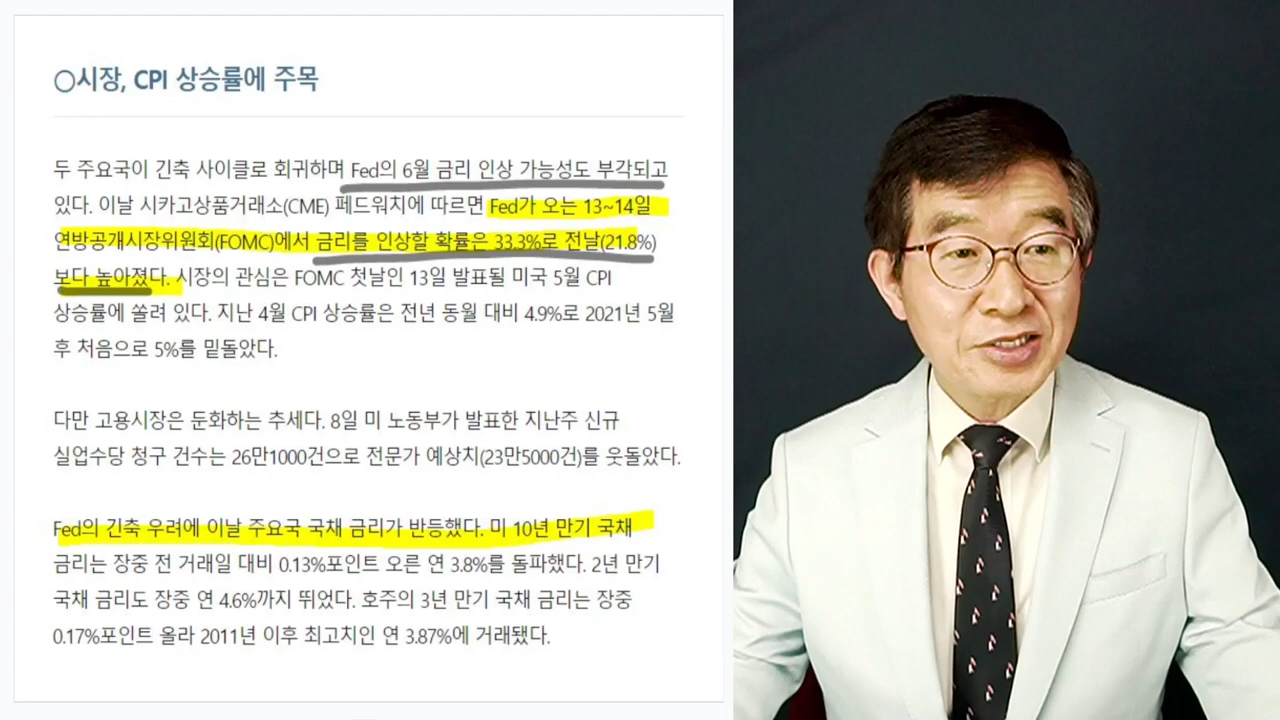 ○시장, CPI 상승률에 주목
두 주요국이 긴축 사이클로 회귀하며 Fed의 6월 금리 인상 가능성도 부각되고
있다. 이날 시카고상품거래소(CME) 페드워치에 따르면 Fed가 오는 13~14일
연방공개시장위원회(FOMC)에서 금리를 인상할 확률은 33.3%로 전날(21.8%)
보다 높아졌다. 시장의 관심은 FOMC 첫날인 13일 발표될 미국 5월 CPI
상승률에 쏠려 있다. 지난 4월 CPI 상승률은 전년 동월 대비 4.9%로 2021년 5월
후 처음으로 5%를 밑돌았다.
다만 고용시장은 둔화하는 추세다. 8일 미 노동부가 발표한 지난주 신규
실업수당 청구 건수는 26만1000건으로 전문가 예상치(23만5000건)를 웃돌았다.
Fed의 긴축 우려에 이날 주요국 국채 금리가 반등했다. 미 10년 만기 국채
금리는 장중 전 거래일 대비 0.13%포인트 오른 연 3.8%를 돌파했다. 2년 만기
국채 금리도 장중 연 4.6%까지 뛰었다. 호주의 3년 만기 국채 금리는 장중
0.17%포인트 올라 2011년 이후 최고치인 연 3.87%에 거래됐다.